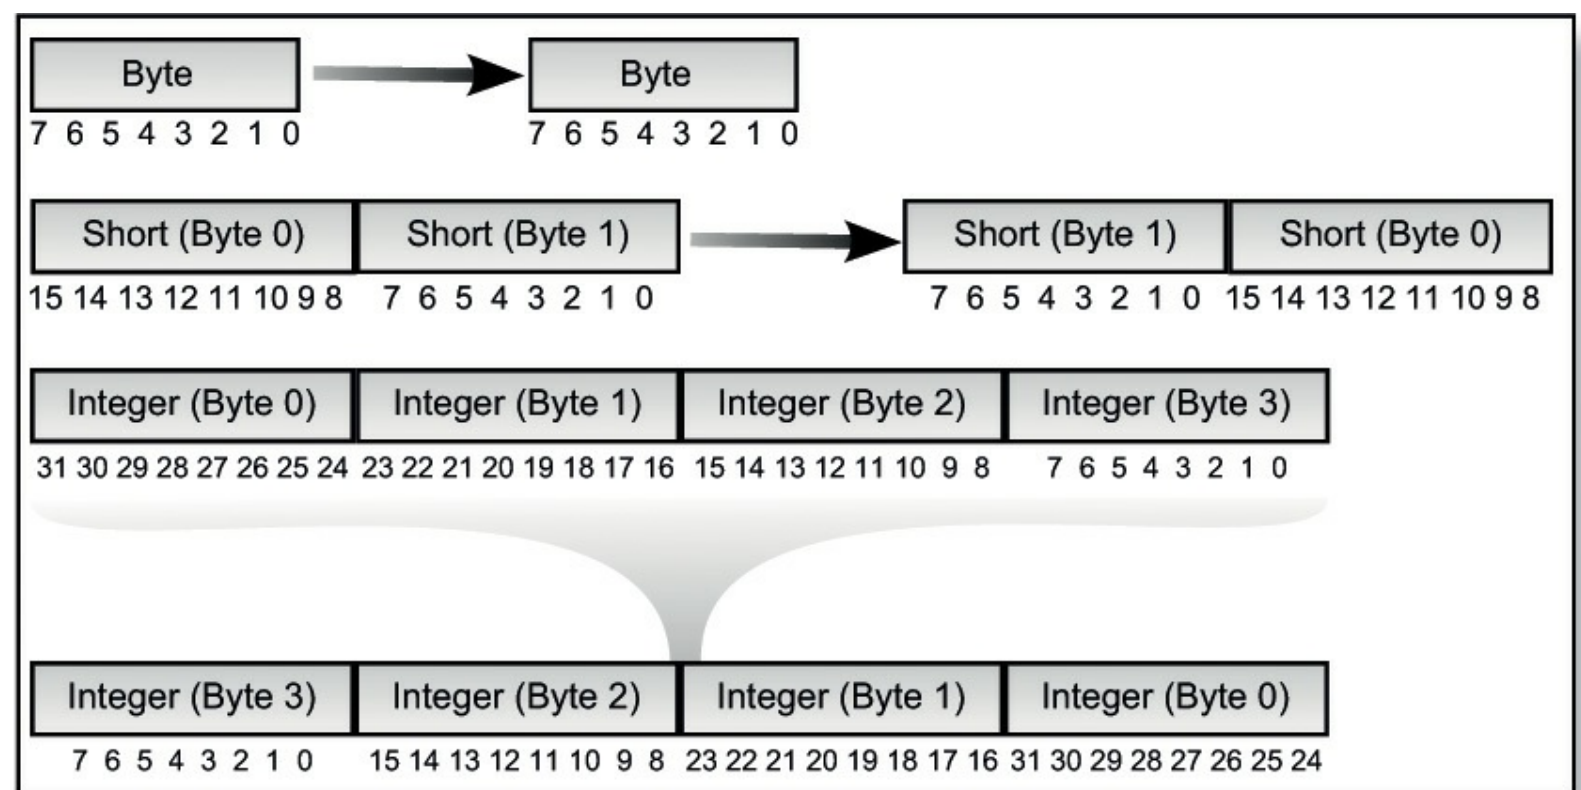 Byte Byte
7 6 5 4 3 2 1 0 7 6 5 4 3 2 1 0
Short (Byte 0) Short (Byte 1) Short (Byte 1) Short (Byte 0)
15 14 13 12 11 10 9 8 7 6 5 4 3 2 1 0 7 6 5 4 3 2 1 0 15 14 13 12 11 10 9 8
Integer (Byte 0) Integer (Byte 1) Integer (Byte 2) Integer (Byte 3)
31 30 29 28 27 26 25 24 23 22 21 20 19 18 17 16 15 14 13 12 11 10 9 8 7 6 5 4 3 2 1 0
Integer (Byte 3) Integer (Byte 2) Integer (Byte 1) Integer (Byte 0)
7 6 5 4 3 2 1 0 15 14 13 12 11 10 9 8 23 22 21 20 19 18 17 16 31 30 29 28 27 26 25 24